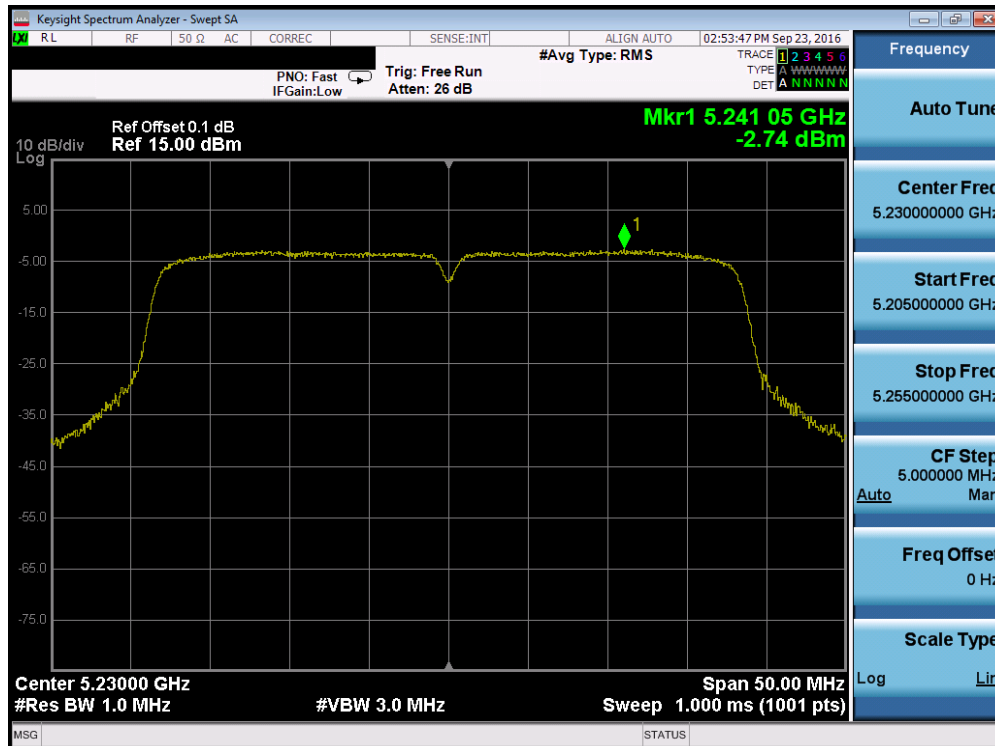 Keysight Spectrum Analyzer - Swept SA
LXI RL RF 50 Ω AC CORREC SENSE:INT ALIGN AUTO 02:53:47 PM Sep 23, 2016
#Avg Type: RMS
TRACE 1 2 3 4 5 6
TYPE A WWWWW
DET A N N N N N
PNO: Fast
IFGain:Low
Trig: Free Run
Atten: 26 dB
Mkr1 5.241 05 GHz
-2.74 dBm
Ref Offset 0.1 dB
Ref 15.00 dBm
10 dB/div
Log
1
5.00
-5.00
-15.0
-25.0
-35.0
-45.0
-55.0
-65.0
-75.0
Center 5.23000 GHz
Span 50.00 MHz
#Res BW 1.0 MHz
#VBW 3.0 MHz
Sweep 1.000 ms (1001 pts)
MSG
STATUS
Frequency
Auto Tune
Center Freq
5.230000000 GHz
Start Freq
5.205000000 GHz
Stop Freq
5.255000000 GHz
CF Step
5.000000 MHz
Auto Man
Freq Offset
0 Hz
Scale Type
Log Lin